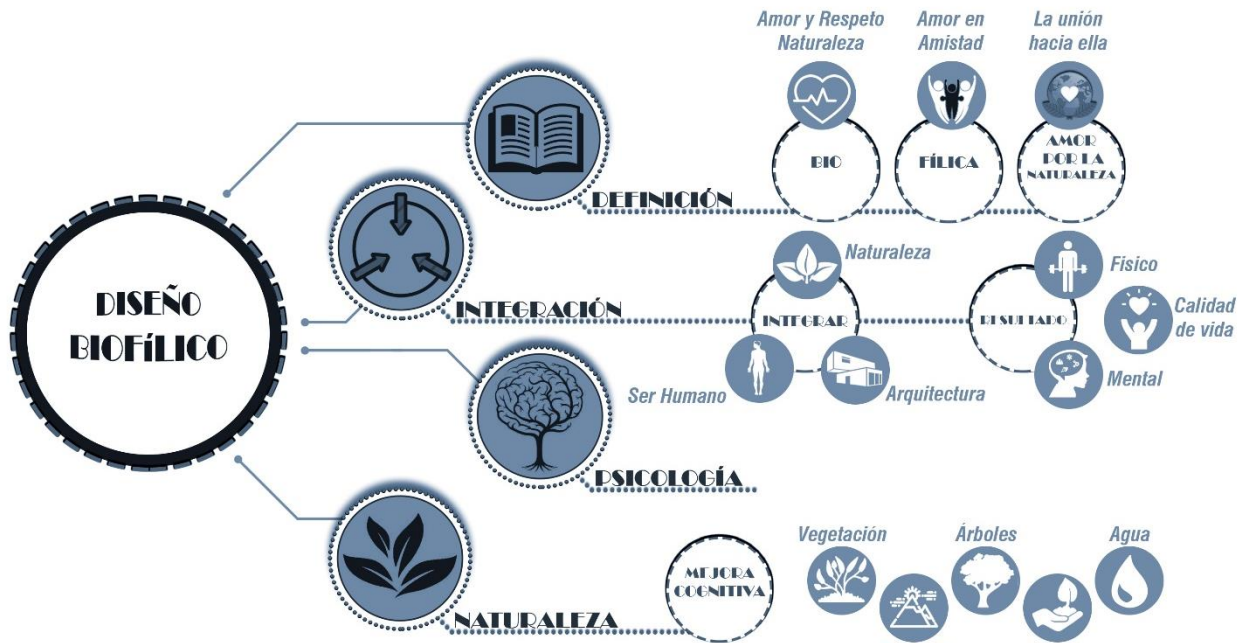 Amor y Respeto
Naturaleza
Amor en
Amistad
La unión
hacia ella
BIO
FÍLICA
AMOR
POR LA
NATURALEZA
DEFINICIÓN
DISEÑO
BIOFÍLICO
Naturaleza
Fisico
INTEGRACIÓN
INTEGRAR
RESULTADO
Calidad
de vida
Ser Humano
Arquitectura
Mental
PSICOLOGÍA
Vegetación
Árboles
Agua
MEJORA
COGNITIVA
NATURALEZA